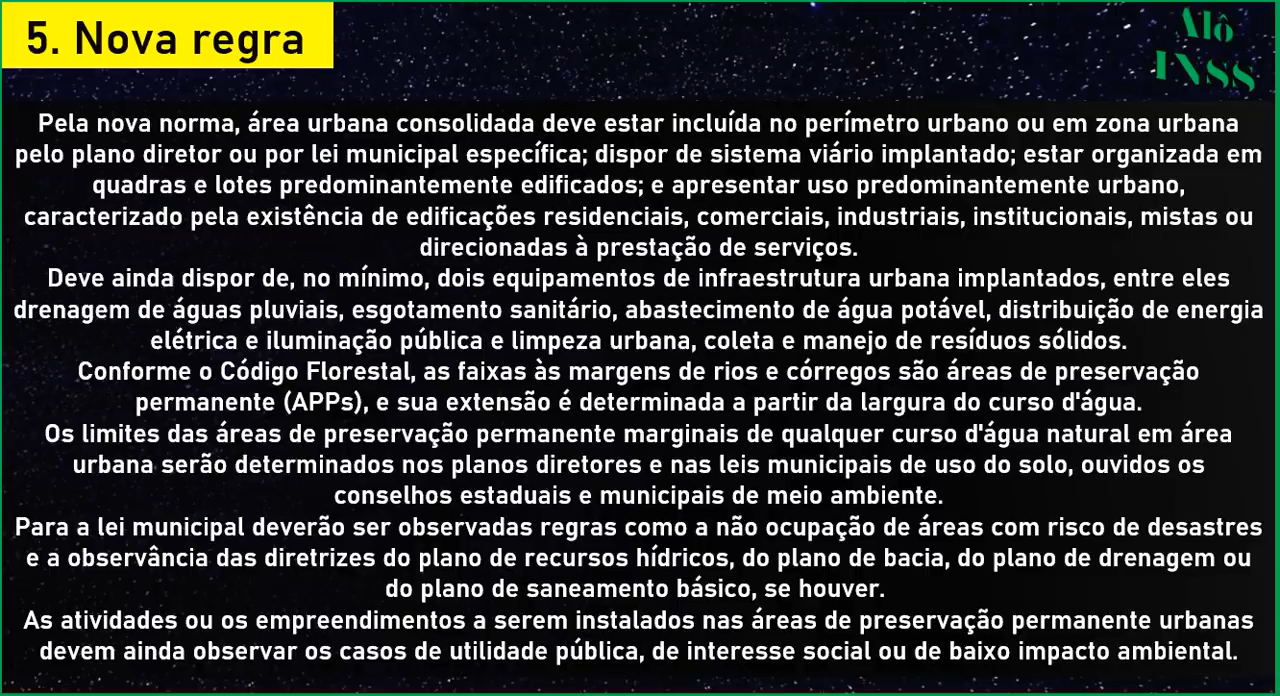 5. Nova regra
Alô
INSS
Pela nova norma, área urbana consolidada deve estar incluída no perímetro urbano ou em zona urbana
pelo plano diretor ou por lei municipal específica; dispor de sistema viário implantado; estar organizada em
quadras e lotes predominantemente edificados; e apresentar uso predominantemente urbano,
caracterizado pela existência de edificações residenciais, comerciais, industriais, institucionais, mistas ou
direcionadas à prestação de serviços.
Deve ainda dispor de, no mínimo, dois equipamentos de infraestrutura urbana implantados, entre eles
drenagem de águas pluviais, esgotamento sanitário, abastecimento de água potável, distribuição de energia
elétrica e iluminação pública e limpeza urbana, coleta e manejo de resíduos sólidos.
Conforme o Código Florestal, as faixas às margens de rios e córregos são áreas de preservação
permanente (APPs), e sua extensão é determinada a partir da largura do curso d'água.
Os limites das áreas de preservação permanente marginais de qualquer curso d'água natural em área
urbana serão determinados nos planos diretores e nas leis municipais de uso do solo, ouvidos os
conselhos estaduais e municipais de meio ambiente.
Para a lei municipal deverão ser observadas regras como a não ocupação de áreas com risco de desastres
e a observância das diretrizes do plano de recursos hídricos, do plano de bacia, do plano de drenagem ou
do plano de saneamento básico, se houver.
As atividades ou os empreendimentos a serem instalados nas áreas de preservação permanente urbanas
devem ainda observar os casos de utilidade pública, de interesse social ou de baixo impacto ambiental.